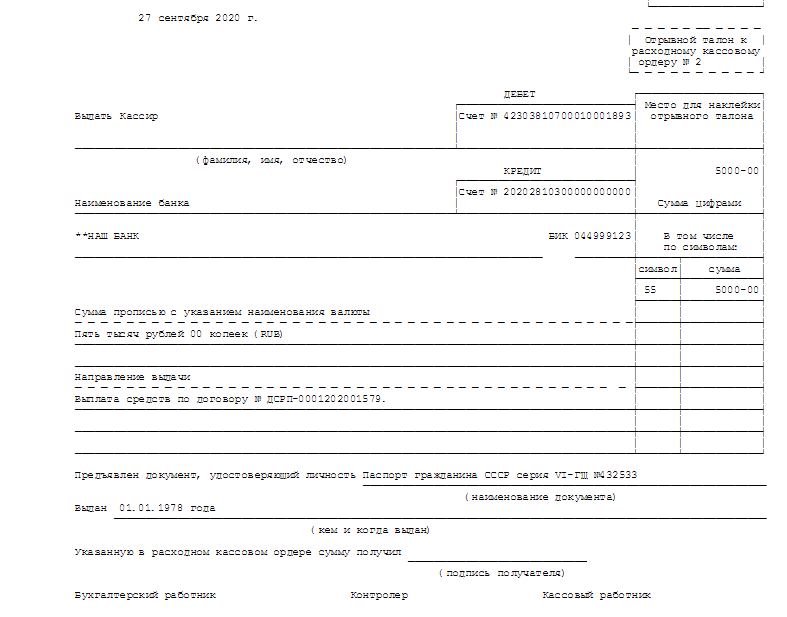 27 сентября 2020 г.
Отрывной талон к
расходному кассовому
ордеру № 2
ДЕБЕТ
Место для наклейки
отрывного талона
Выдать Кассир
Счет № 42303810700010001893
(фамилия, имя, отчество)
КРЕДИТ
5000-00
Счет № 20202810300000000000
Наименование банка
Сумма цифрами
**НАШ БАНК
БИК 044999123
В том числе
по символам:
символ сумма
55 5000-00
Сумма прописью с указанием наименования валюты
Пять тысяч рублей 00 копеек (RUB)
Направление выдачи
Выплата средств по договору № ДСРП-0001202001579.
Предъявлен документ, удостоверяющий личность Паспорт гражданина СССР серия VI-ГШ №432533
(наименование документа)
Выдан 01.01.1978 года
(кем и когда выдан)
Указанную в расходном кассовом ордере сумму получил
(подпись получателя)
Бухгалтерский работник Контролер Кассовый работник